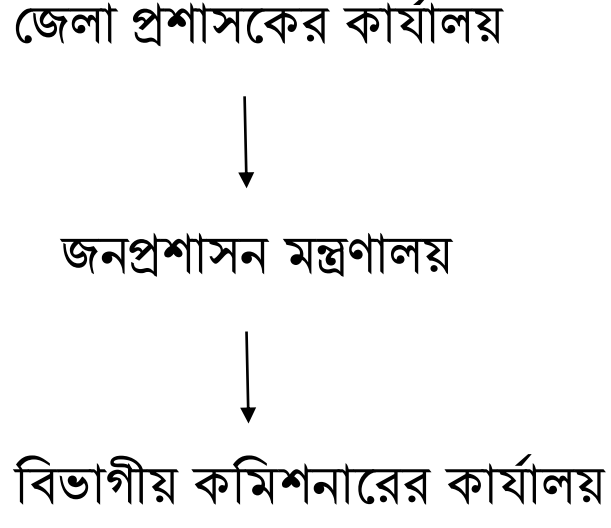 জেলা প্রশাসকের কার্যালয়
জনপ্রশাসন মন্ত্রণালয়
বিভাগীয় কমিশনারের কার্যালয়